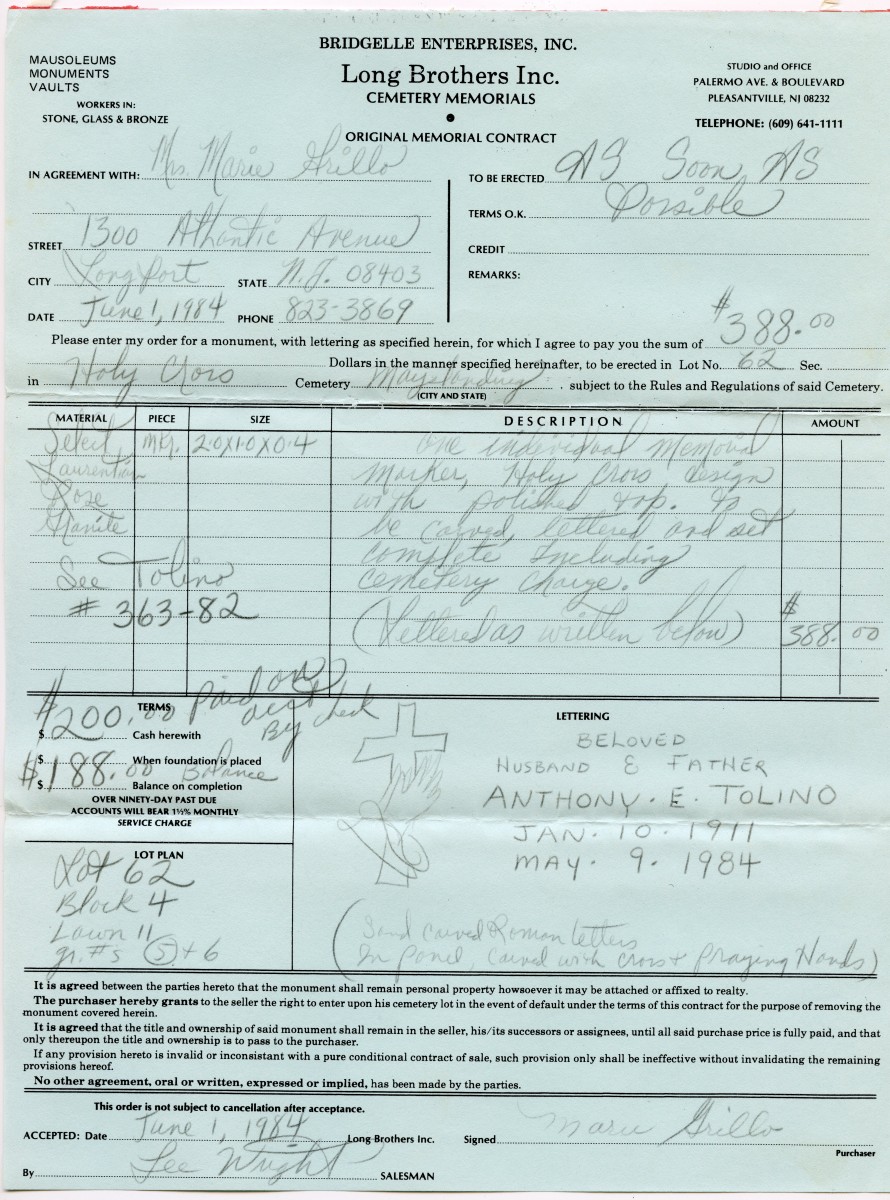 BRIDGELLE ENTERPRISES, INC.
Long Brothers Inc.
CEMETERY MEMORIALS
ORIGINAL MEMORIAL CONTRACT
MAUSOLEUMS
MONUMENTS
VAULTS
WORKERS IN:
STONE, GLASS & BRONZE
STUDIO and OFFICE
PALERMO AVE. & BOULEVARD
PLEASANTVILLE, NJ 08232
TELEPHONE: (609) 641-1111
IN AGREEMENT WITH: Mrs. Marie Grillo
STREET 1300 Atlantic Avenue
CITY Longport STATE N.J. 08403
DATE June 1, 1984 PHONE 823-3869
TO BE ERECTED AS Soon AS
TERMS O.K. Possible
CREDIT
REMARKS:
Please enter my order for a monument, with lettering as specified herein, for which I agree to pay you the sum of $388.00
Dollars in the manner specified hereinafter, to be erected in Lot No. 62 Sec.
in Holy Cross Cemetery Mayslanding . subject to the Rules and Regulations of said Cemetery.
(CITY AND STATE)
MATERIAL PIECE SIZE DESCRIPTION AMOUNT
Select mkr. 2.0x1.0x0.4 One individual Memorial
Laurentian marker, Holy Cross design
Rose with polished top. to
Granite be carved, lettered and set
complete Including
See Tolino cemetery charge.
# 363-82
(Lettered as written below) $388.00
TERMS
$200.00 Paid on acct By check
$ Cash herewith
$ When foundation is placed
$188.00 Balance
$ Balance on completion
OVER NINETY-DAY PAST DUE
ACCOUNTS WILL BEAR 1½% MONTHLY
SERVICE CHARGE
LOT PLAN
Lot 62
Block 4
Lawn 11
gr. #s 5 + 6
LETTERING
BELOVED
HUSBAND & FATHER
ANTHONY. E. TOLINO
JAN. 10. 1911
MAY. 9. 1984
(Sand carved Roman letters
In panel, carved with cross + Praying Hands)
It is agreed between the parties hereto that the monument shall remain personal property howsoever it may be attached or affixed to realty.
The purchaser hereby grants to the seller the right to enter upon his cemetery lot in the event of default under the terms of this contract for the purpose of removing the
monument covered herein.
It is agreed that the title and ownership of said monument shall remain in the seller, his/its successors or assignees, until all said purchase price is fully paid, and that
only thereupon the title and ownership is to pass to the purchaser.
If any provision hereto is invalid or inconsistent with a pure conditional contract of sale, such provision only shall be ineffective without invalidating the remaining
provisions hereof.
No other agreement, oral or written, expressed or implied, has been made by the parties.
This order is not subject to cancellation after acceptance.
ACCEPTED: Date June 1, 1984 Long Brothers Inc. Signed Marie Grillo
Purchaser
By Lee Wright SALESMAN